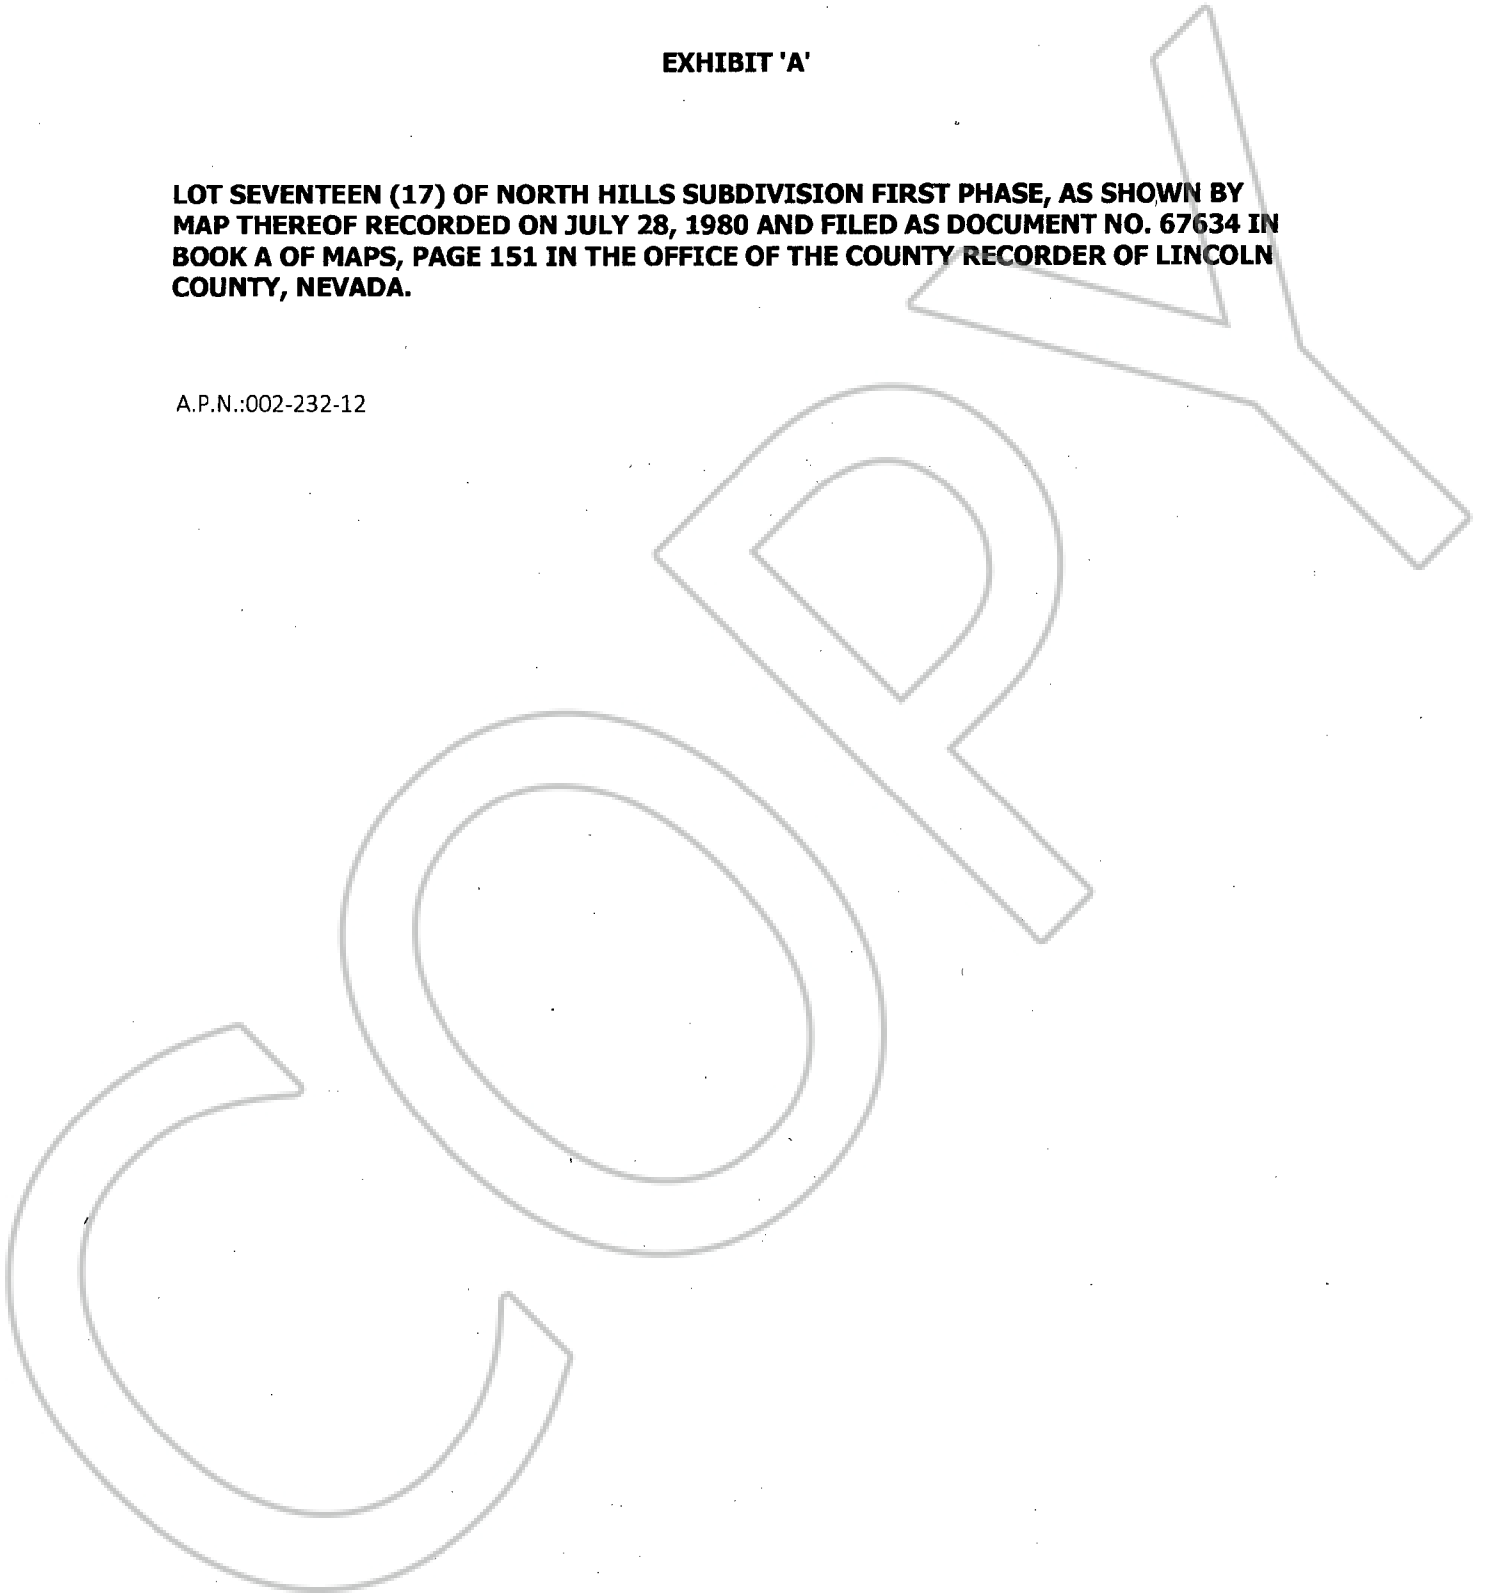 EXHIBIT 'A'
LOT SEVENTEEN (17) OF NORTH HILLS SUBDIVISION FIRST PHASE, AS SHOWN BY
MAP THEREOF RECORDED ON JULY 28, 1980 AND FILED AS DOCUMENT NO. 67634 IN
BOOK A OF MAPS, PAGE 151 IN THE OFFICE OF THE COUNTY RECORDER OF LINCOLN
COUNTY, NEVADA.
A.P.N.:002-232-12
COPY